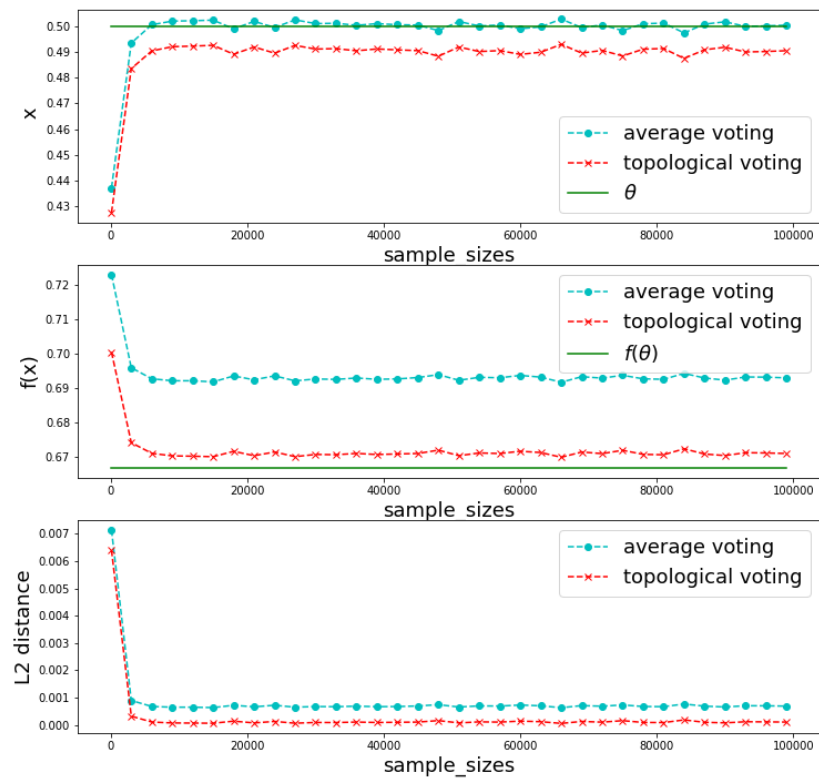 0.50
0.49
0.48
0.47
0.46
0.45
0.44
0.43
x
average voting
topological voting
θ
0 20000 40000 60000 80000 100000
sample_sizes
0.72
0.71
0.70
0.69
0.68
0.67
f(x)
average voting
topological voting
f(θ)
0 20000 40000 60000 80000 100000
sample_sizes
0.007
0.006
0.005
0.004
0.003
0.002
0.001
0.000
L2 distance
average voting
topological voting
0 20000 40000 60000 80000 100000
sample_sizes